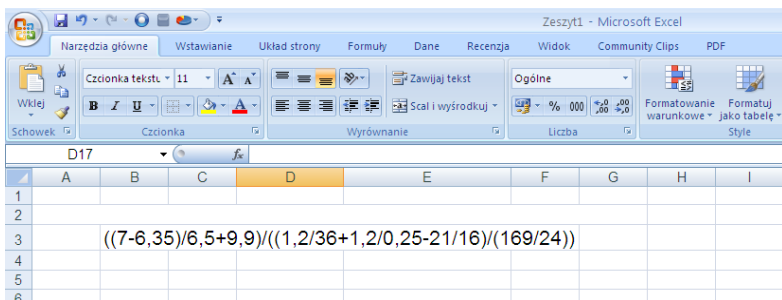 Zeszyt1 - Microsoft Excel
Narzędzia główne Wstawianie Układ strony Formuły Dane Recenzja Widok Community Clips PDF
Wklej
Czcionka tekstu 11 A A
Zawijaj tekst
Ogólne
B I U A
Scal i wyśrodkuj
% 000 ,00 ,0 ,00
Formatowanie warunkowe
Formatuj jako tabelę
Schowek Czcionka Wyrównanie Liczba Style
D17 fx
A B C D E F G H I
1
2
3 ((7-6,35)/6,5+9,9)/((1,2/36+1,2/0,25-21/16)/(169/24))
4
5
6